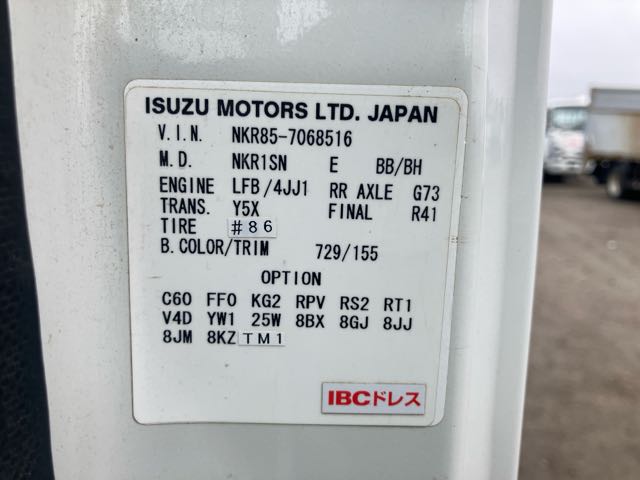 ISUZU MOTORS LTD. JAPAN
V.I.N. NKR85-7068516
M.D. NKR1SN E BB/BH
ENGINE LFB/4JJ1 RR AXLE G73
TRANS. Y5X FINAL R41
TIRE #86
B.COLOR/TRIM 729/155
OPTION
C60 FF0 KG2 RPV RS2 RT1
V4D YW1 25W 8BX 8GJ 8JJ
8JM 8KZ TM1
IBCドレス